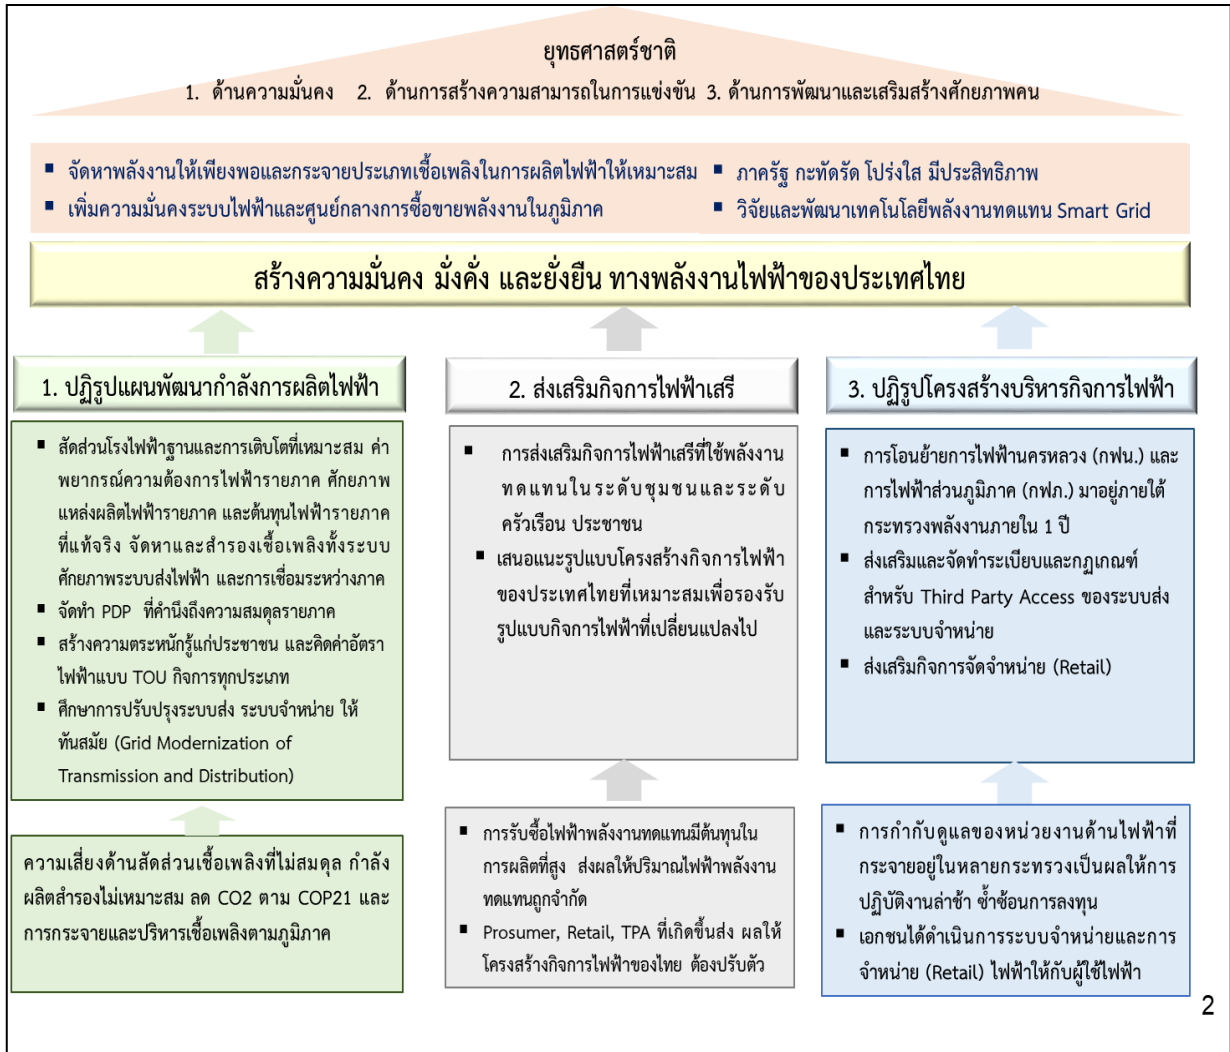 ยุทธศาสตร์ชาติ
1. ด้านความมั่นคง 2. ด้านการสร้างความสามารถในการแข่งขัน 3. ด้านการพัฒนาและเสริมสร้างศักยภาพคน
▪ จัดหาพลังงานให้เพียงพอและกระจายประเภทเชื้อเพลิงในการผลิตไฟฟ้าให้เหมาะสม
▪ เพิ่มความมั่นคงระบบไฟฟ้าและศูนย์กลางการซื้อขายพลังงานในภูมิภาค
▪ ภาครัฐ กะทัดรัด โปร่งใส มีประสิทธิภาพ
▪ วิจัยและพัฒนาเทคโนโลยีพลังงานทดแทน Smart Grid
สร้างความมั่นคง มั่งคั่ง และยั่งยืน ทางพลังงานไฟฟ้าของประเทศไทย
1. ปฏิรูปแผนพัฒนากำลังการผลิตไฟฟ้า
▪ สัดส่วนโรงไฟฟ้าฐานและการเติบโตที่เหมาะสม ค่า
พยากรณ์ความต้องการไฟฟ้ารายภาค ศักยภาพ
แหล่งผลิตไฟฟ้ารายภาค และต้นทุนไฟฟ้ารายภาค
ที่แท้จริง จัดหาและสำรองเชื้อเพลิงทั้งระบบ
ศักยภาพระบบส่งไฟฟ้า และการเชื่อมระหว่างภาค
▪ จัดทำ PDP ที่คำนึงถึงความสมดุลรายภาค
▪ สร้างความตระหนักรู้แก่ประชาชน และคิดค่าอัตรา
ไฟฟ้าแบบ TOU กิจการทุกประเภท
▪ ศึกษาการปรับปรุงระบบส่ง ระบบจำหน่าย ให้
ทันสมัย (Grid Modernization of
Transmission and Distribution)
ความเสี่ยงด้านสัดส่วนเชื้อเพลิงที่ไม่สมดุล กำลัง
ผลิตสำรองไม่เหมาะสม ลด CO2 ตาม COP21 และ
การกระจายและบริหารเชื้อเพลิงตามภูมิภาค
2. ส่งเสริมกิจการไฟฟ้าเสรี
▪ การส่งเสริมกิจการไฟฟ้าเสรีที่ใช้พลังงาน
ทดแทนในระดับชุมชนและระดับ
ครัวเรือน ประชาชน
▪ เสนอแนะรูปแบบโครงสร้างกิจการไฟฟ้า
ของประเทศไทยที่เหมาะสมเพื่อรองรับ
รูปแบบกิจการไฟฟ้าที่เปลี่ยนแปลงไป
▪ การรับซื้อไฟฟ้าพลังงานทดแทนมีต้นทุนใน
การผลิตที่สูง ส่งผลให้ปริมาณไฟฟ้าพลังงาน
ทดแทนถูกจำกัด
▪ Prosumer, Retail, TPA ที่เกิดขึ้นส่ง ผลให้
โครงสร้างกิจการไฟฟ้าของไทย ต้องปรับตัว
3. ปฏิรูปโครงสร้างบริหารกิจการไฟฟ้า
▪ การโอนย้ายการไฟฟ้านครหลวง (กฟน.) และ
การไฟฟ้าส่วนภูมิภาค (กฟภ.) มาอยู่ภายใต้
กระทรวงพลังงานภายใน 1 ปี
▪ ส่งเสริมและจัดทำระเบียบและกฏเกณฑ์
สำหรับ Third Party Access ของระบบส่ง
และระบบจำหน่าย
▪ ส่งเสริมกิจการจัดจำหน่าย (Retail)
▪ การกำกับดูแลของหน่วยงานด้านไฟฟ้าที่
กระจายอยู่ในหลายกระทรวงเป็นผลให้การ
ปฏิบัติงานล่าช้า ซ้ำซ้อนการลงทุน
▪ เอกชนได้ดำเนินการระบบจำหน่ายและการ
จำหน่าย (Retail) ไฟฟ้าให้กับผู้ใช้ไฟฟ้า
2